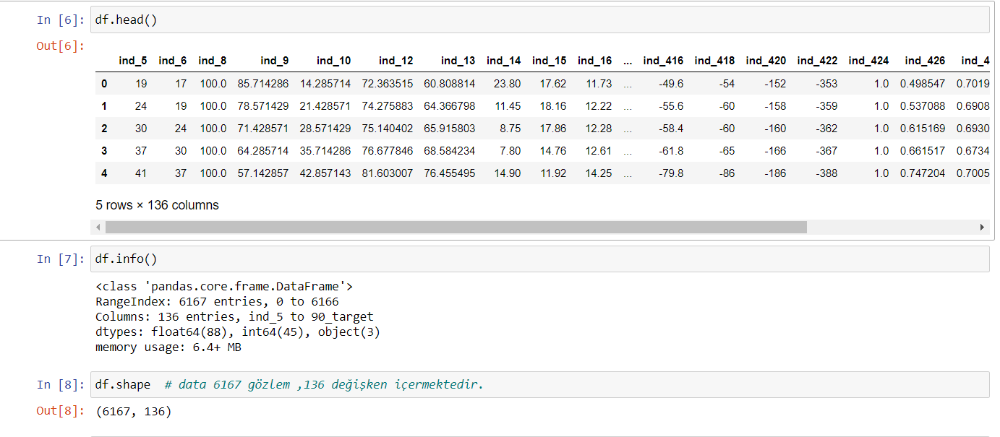 In [6]: df.head()
Out[6]:
ind_5 ind_6 ind_8 ind_9 ind_10 ind_12 ind_13 ind_14 ind_15 ind_16 ... ind_416 ind_418 ind_420 ind_422 ind_424 ind_426 ind_4
0 19 17 100.0 85.714286 14.285714 72.363515 60.808814 23.80 17.62 11.73 ... -49.6 -54 -152 -353 1.0 0.498547 0.7019
1 24 19 100.0 78.571429 21.428571 74.275883 64.366798 11.45 18.16 12.22 ... -55.6 -60 -158 -359 1.0 0.537088 0.6908
2 30 24 100.0 71.428571 28.571429 75.140402 65.915803 8.75 17.86 12.28 ... -58.4 -60 -160 -362 1.0 0.615169 0.6930
3 37 30 100.0 64.285714 35.714286 76.677846 68.584234 7.80 14.76 12.61 ... -61.8 -65 -166 -367 1.0 0.661517 0.6734
4 41 37 100.0 57.142857 42.857143 81.603007 76.455495 14.90 11.92 14.25 ... -79.8 -86 -186 -388 1.0 0.747204 0.7005
5 rows × 136 columns
In [7]: df.info()
<class 'pandas.core.frame.DataFrame'>
RangeIndex: 6167 entries, 0 to 6166
Columns: 136 entries, ind_5 to 90_target
dtypes: float64(88), int64(45), object(3)
memory usage: 6.4+ MB
In [8]: df.shape # data 6167 gözlem ,136 değişken içermektedir.
Out[8]: (6167, 136)